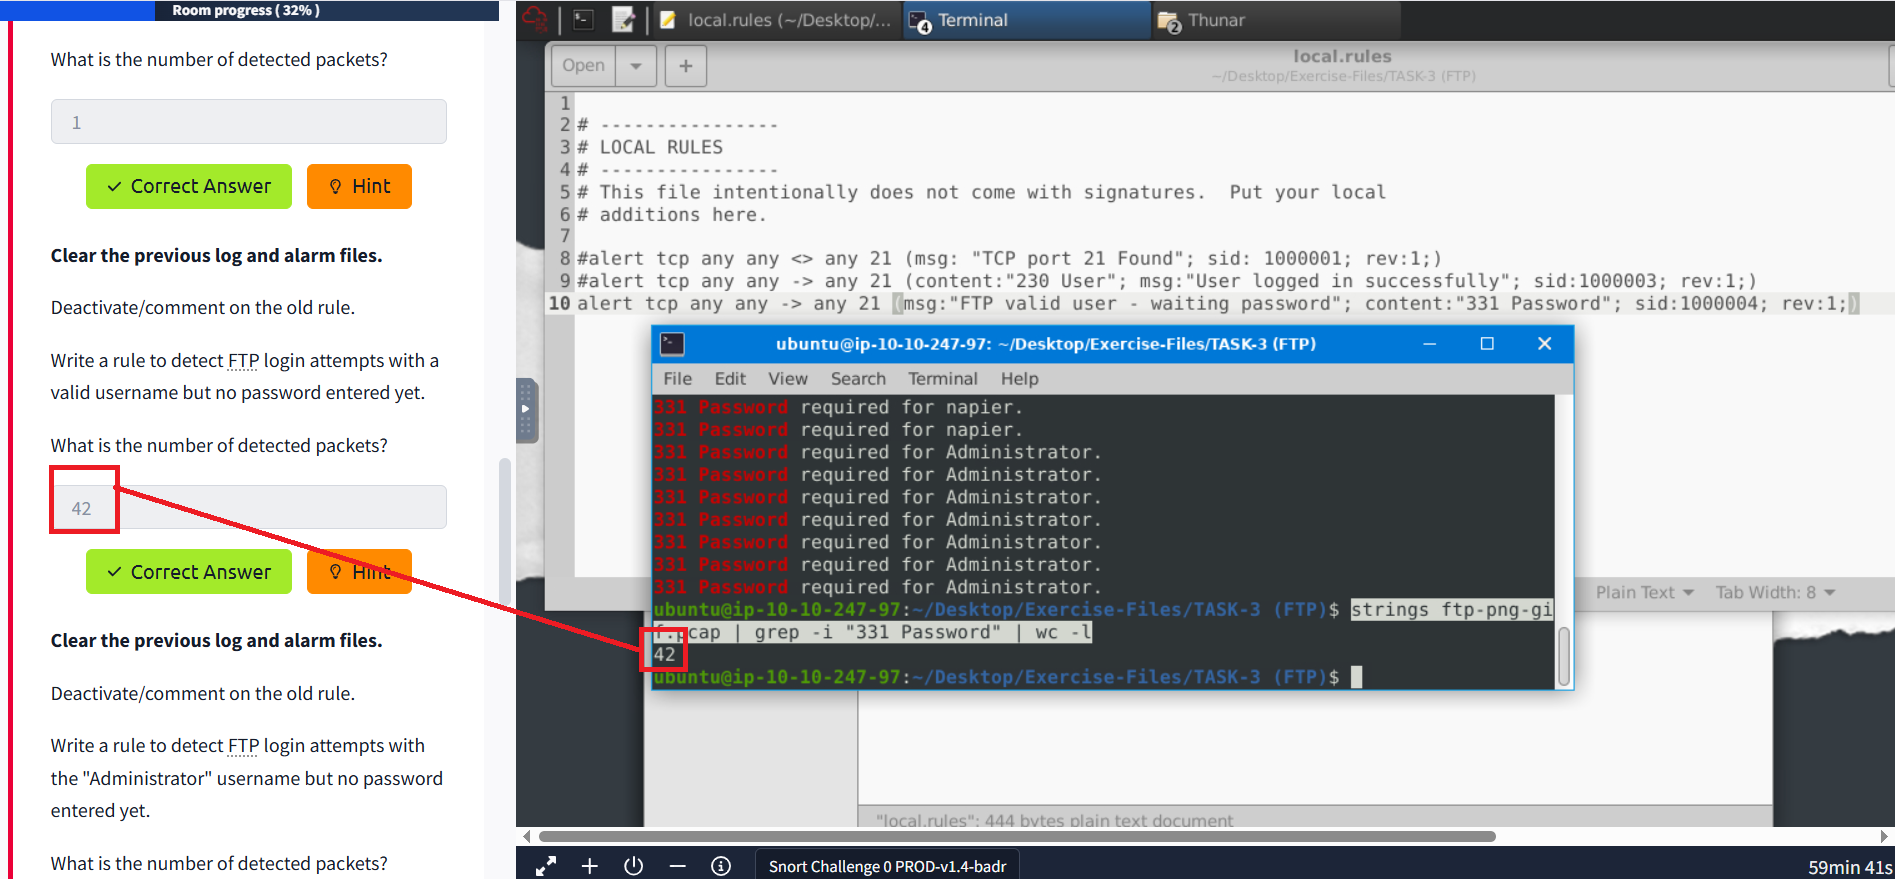 Room progress ( 32% )
What is the number of detected packets?
1
Correct Answer
Hint
Clear the previous log and alarm files.
Deactivate/comment on the old rule.
Write a rule to detect FTP login attempts with a
valid username but no password entered yet.
What is the number of detected packets?
42
Correct Answer
Hint
Clear the previous log and alarm files.
Deactivate/comment on the old rule.
Write a rule to detect FTP login attempts with
the "Administrator" username but no password
entered yet.
What is the number of detected packets?
local.rules (~/Desktop/...
4
Terminal
2
Thunar
Open
local.rules
~/Desktop/Exercise-Files/TASK-3 (FTP)
1
2 # ----------------
3 # LOCAL RULES
4 # ----------------
5 # This file intentionally does not come with signatures.  Put your local
6 # additions here.
7
8 #alert tcp any any <> any 21 (msg: "TCP port 21 Found"; sid: 1000001; rev:1;)
9 #alert tcp any any -> any 21 (content:"230 User"; msg:"User logged in successfully"; sid:1000003; rev:1;)
10 alert tcp any any -> any 21 (msg:"FTP valid user - waiting password"; content:"331 Password"; sid:1000004; rev:1;)
ubuntu@ip-10-10-247-97: ~/Desktop/Exercise-Files/TASK-3 (FTP)
File Edit View Search Terminal Help
331 Password required for napier.
331 Password required for napier.
331 Password required for Administrator.
331 Password required for Administrator.
331 Password required for Administrator.
331 Password required for Administrator.
331 Password required for Administrator.
331 Password required for Administrator.
331 Password required for Administrator.
ubuntu@ip-10-10-247-97:~/Desktop/Exercise-Files/TASK-3 (FTP)$ strings ftp-png-gi
f.pcap | grep -i "331 Password" | wc -l
42
ubuntu@ip-10-10-247-97:~/Desktop/Exercise-Files/TASK-3 (FTP)$
Plain Text
Tab Width: 8
"local.rules": 444 bytes plain text document
Snort Challenge 0 PROD-v1.4-badr
59min 41s